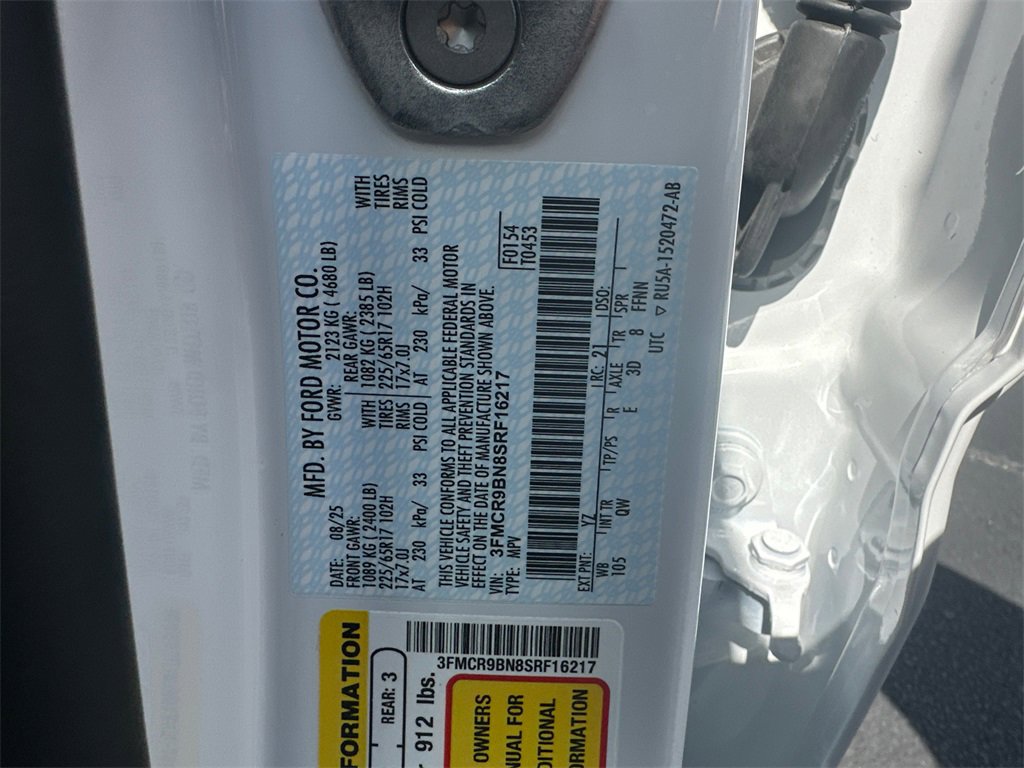 MFD. BY FORD MOTOR CO.
DATE: 08/25 GVWR: 2123 KG ( 4680 LB)
FRONT GAWR: REAR GAWR:
1089 KG (2400 LB) WITH 1082 KG ( 2385 LB) WITH
225/65R17 102H TIRES 225/65R17 102H TIRES
17x7.0J RIMS 17x7.0J RIMS
AT 230 kPa/ 33 PSI COLD AT 230 kPa/ 33 PSI COLD
THIS VEHICLE CONFORMS TO ALL APPLICABLE FEDERAL MOTOR
VEHICLE SAFETY AND THEFT PREVENTION STANDARDS IN
EFFECT ON THE DATE OF MANUFACTURE SHOWN ABOVE.
VIN: 3FMCR9BN8SRF16217 F0154
TYPE: MPV T0453
EXT PNT: YZ RC: 21 DSO:
WB INT TR TP/PS R AXLE TR SPR
105 QW E 3D 8 FFNN
UTC ▽ RU5A-1520472-AB
FORMATION
REAR: 3
912 lbs.
3FMCR9BN8SRF16217
OWNERS
NUAL FOR
DITIONAL
ORMATION